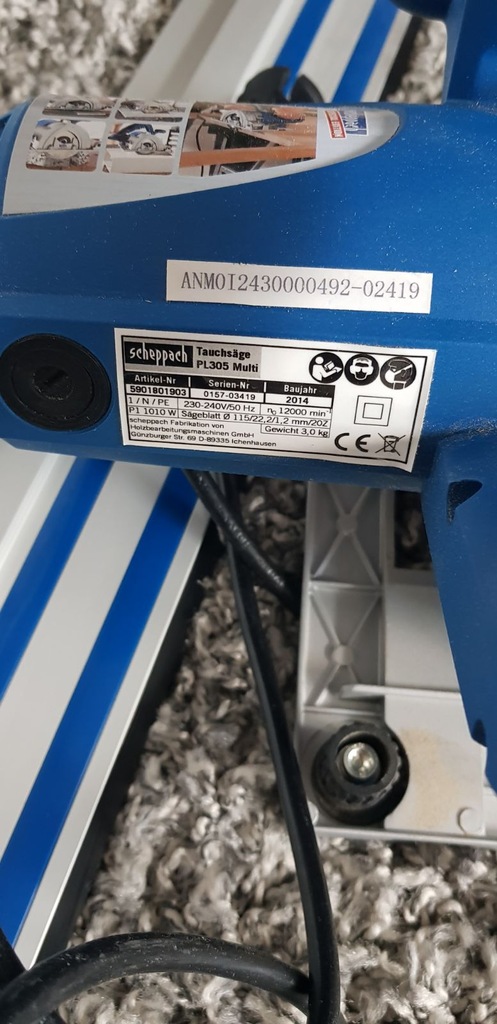 ANM0I2430000492-02419
scheppach
Tauchsäge
PL305 Multi
Artikel-Nr Serien-Nr Baujahr
5901801903 0157-03419 2014
1 / N / PE 230-240V/50 Hz n₀ 12000 min⁻¹
P1 1010 W Sägeblatt Ø 115/22,2/1,2 mm/20Z
scheppach Fabrikation von Gewicht 3,0 kg
Holzbearbeitungsmaschinen GmbH
Günzburger Str. 69 D-89335 Ichenhausen
CE